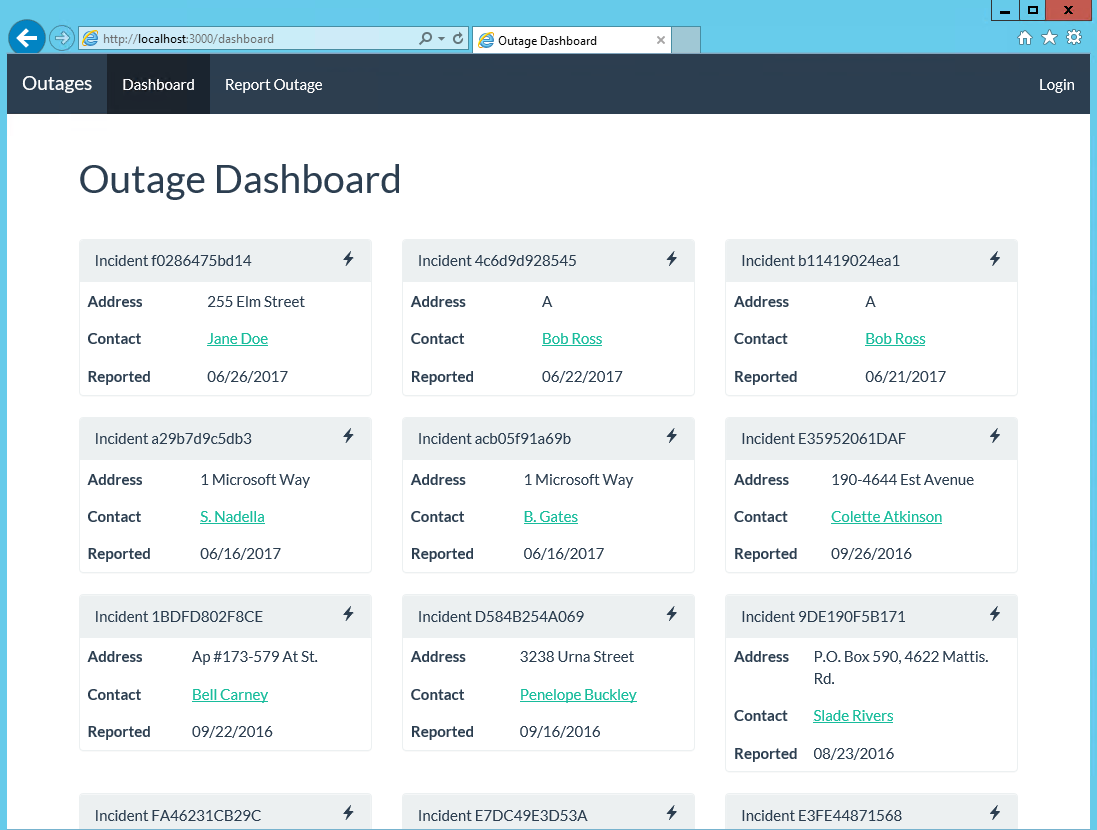 http://localhost:3000/dashboard
Outage Dashboard
Outages Dashboard Report Outage Login
Outage Dashboard
Incident f0286475bd14
Address 255 Elm Street
Contact Jane Doe
Reported 06/26/2017
Incident 4c6d9d928545
Address A
Contact Bob Ross
Reported 06/22/2017
Incident b11419024ea1
Address A
Contact Bob Ross
Reported 06/21/2017
Incident a29b7d9c5db3
Address 1 Microsoft Way
Contact S. Nadella
Reported 06/16/2017
Incident acb05f91a69b
Address 1 Microsoft Way
Contact B. Gates
Reported 06/16/2017
Incident E35952061DAF
Address 190-4644 Est Avenue
Contact Colette Atkinson
Reported 09/26/2016
Incident 1BDFD802F8CE
Address Ap #173-579 At St.
Contact Bell Carney
Reported 09/22/2016
Incident D584B254A069
Address 3238 Urna Street
Contact Penelope Buckley
Reported 09/16/2016
Incident 9DE190F5B171
Address P.O. Box 590, 4622 Mattis.
Rd.
Contact Slade Rivers
Reported 08/23/2016
Incident FA46231CB29C
Incident E7DC49E3D53A
Incident E3FE44871568